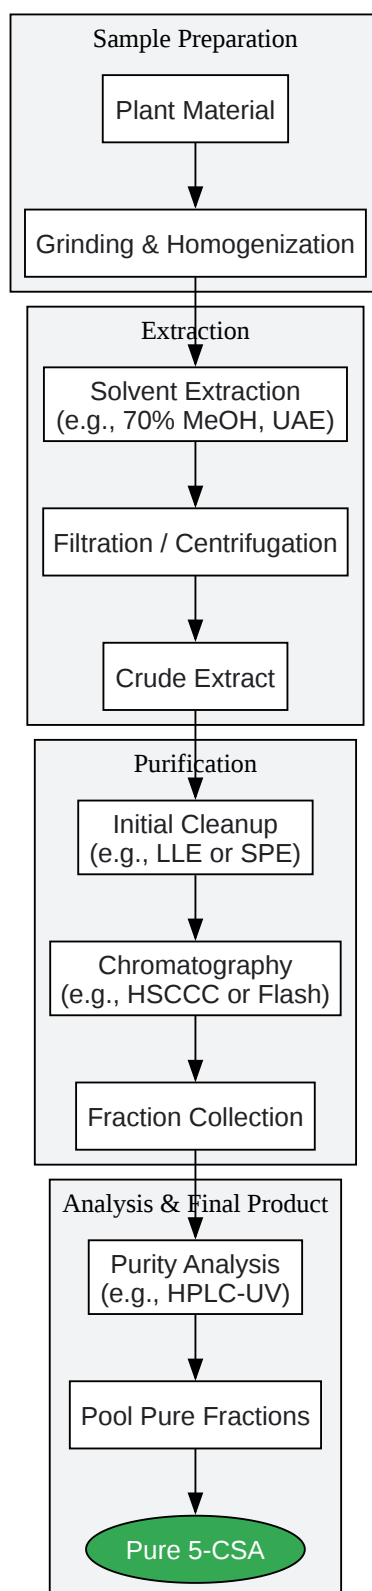 Sample Preparation
Plant Material
Grinding & Homogenization
Extraction
Solvent Extraction
(e.g., 70% MeOH, UAE)
Filtration / Centrifugation
Crude Extract
Purification
Initial Cleanup
(e.g., LLE or SPE)
Chromatography
(e.g., HSCCC or Flash)
Fraction Collection
Analysis & Final Product
Purity Analysis
(e.g., HPLC-UV)
Pool Pure Fractions
Pure 5-CSA